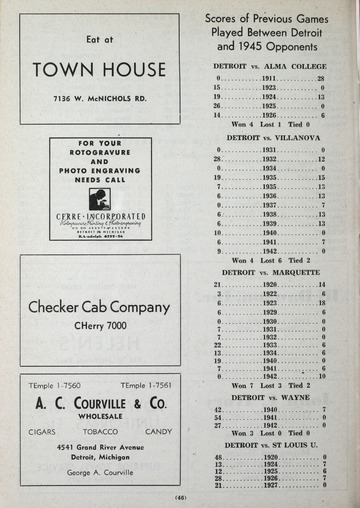 Eat at
TOWN HOUSE
7136 W. McNICHOLS RD.
FOR YOUR
ROTOGRAVURE
AND
PHOTO ENGRAVING
NEEDS CALL
CERRE·INCORPORATED
DETROIT MICHIGAN
Checker Cab Company
CHerry 7000
TEmple 1-7560 TEmple 1-7561
A. C. COURVILLE & CO.
WHOLESALE
CIGARS TOBACCO CANDY
4541 Grand River Avenue
Detroit, Michigan
George A. Courville
Scores of Previous Games
Played Between Detroit
and 1945 Opponents
DETROIT vs. ALMA COLLEGE
0 1911 28
15 1923 0
19 1924 13
26 1925 0
14 1926 6
Won 4 Lost 1 Tied 0
DETROIT vs. VILLANOVA
0 1931 0
28 1932 12
0 1934 0
19 1935 15
7 1935 13
6 1936 13
0 1937 7
6 1938 13
6 1939 13
10 1940 0
6 1941 7
9 1942 0
Won 4 Lost 6 Tied 2
DETROIT vs. MARQUETTE
21 1920 14
3 1922 6
6 1923 18
6 1929 6
0 1930 0
7 1931 0
7 1932 0
22 1933 6
13 1934 6
19 1940 0
7 1941 6
0 1942 10
Won 7 Lost 3 Tied 2
DETROIT vs. WAYNE
42 1940 7
54 1941 0
27 1942 0
Won 3 Lost 0 Tied 0
DETROIT vs. ST LOUIS U.
48 1920 0
13 1924 7
12 1925 6
28 1926 7
21 1927 0
(46)